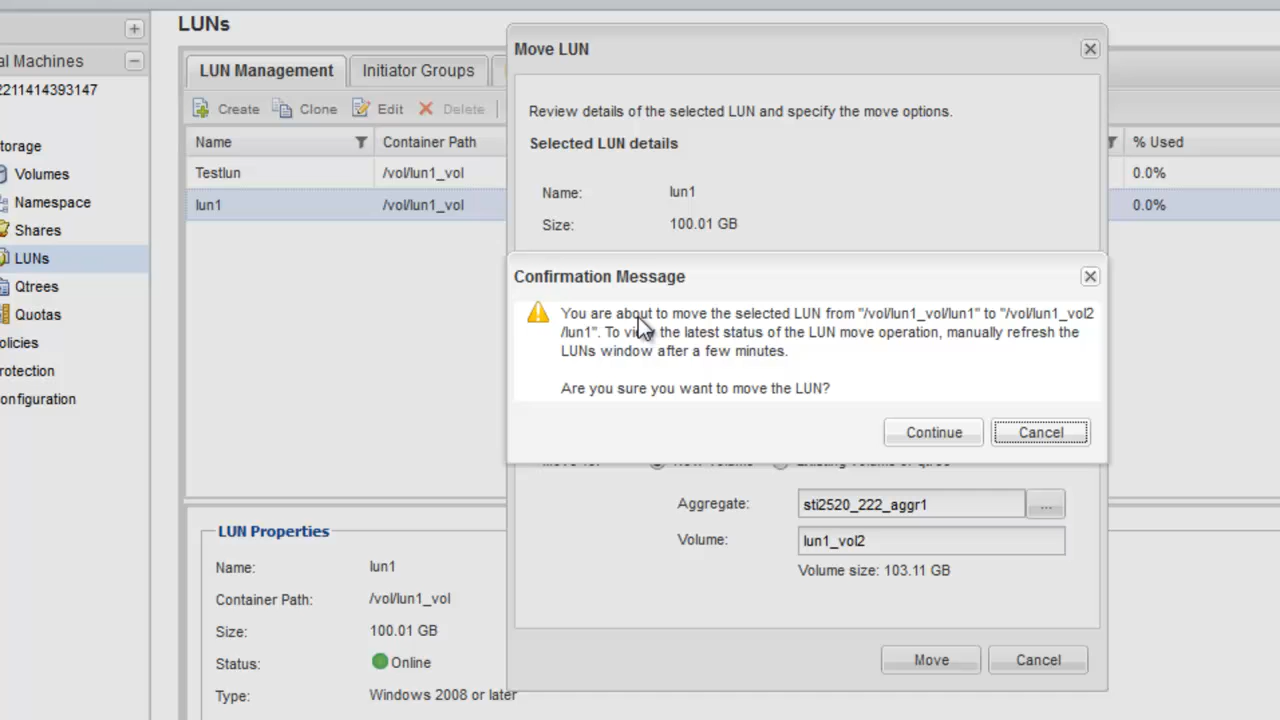 LUNs
al Machines
2211414393147
torage
Volumes
Namespace
Shares
LUNs
Qtrees
Quotas
olicies
rotection
onfiguration
LUN Management
Initiator Groups
Create
Clone
Edit
Delete
Name
Container Path
% Used
Testlun
/vol/lun1_vol
0.0%
lun1
/vol/lun1_vol
0.0%
Move LUN
Review details of the selected LUN and specify the move options.
Selected LUN details
Name: lun1
Size: 100.01 GB
Confirmation Message
You are about to move the selected LUN from "/vol/lun1_vol/lun1" to "/vol/lun1_vol2
/lun1". To view the latest status of the LUN move operation, manually refresh the
LUNs window after a few minutes.
Are you sure you want to move the LUN?
Continue
Cancel
Aggregate: sti2520_222_aggr1 ...
Volume: lun1_vol2
Volume size: 103.11 GB
Move
Cancel
LUN Properties
Name: lun1
Container Path: /vol/lun1_vol
Size: 100.01 GB
Status: Online
Type: Windows 2008 or later